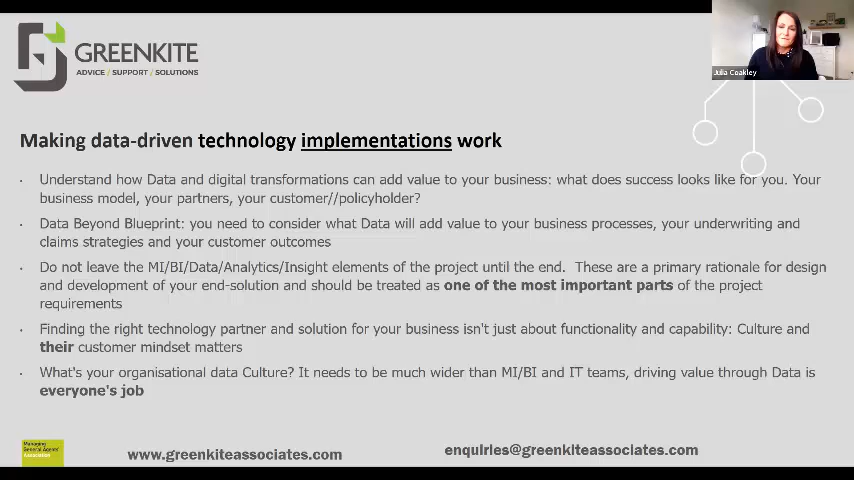 GREENKITE
ADVICE / SUPPORT / SOLUTIONS
Julia Coakley
Making data-driven technology implementations work
· Understand how Data and digital transformations can add value to your business: what does success looks like for you. Your
business model, your partners, your customer//policyholder?
· Data Beyond Blueprint: you need to consider what Data will add value to your business processes, your underwriting and
claims strategies and your customer outcomes
· Do not leave the MI/BI/Data/Analytics/Insight elements of the project until the end. These are a primary rationale for design
and development of your end-solution and should be treated as one of the most important parts of the project
requirements
· Finding the right technology partner and solution for your business isn't just about functionality and capability: Culture and
their customer mindset matters
· What's your organisational data Culture? It needs to be much wider than MI/BI and IT teams, driving value through Data is
everyone's job
Managing
General Agents'
Association
www.greenkiteassociates.com
enquiries@greenkiteassociates.com